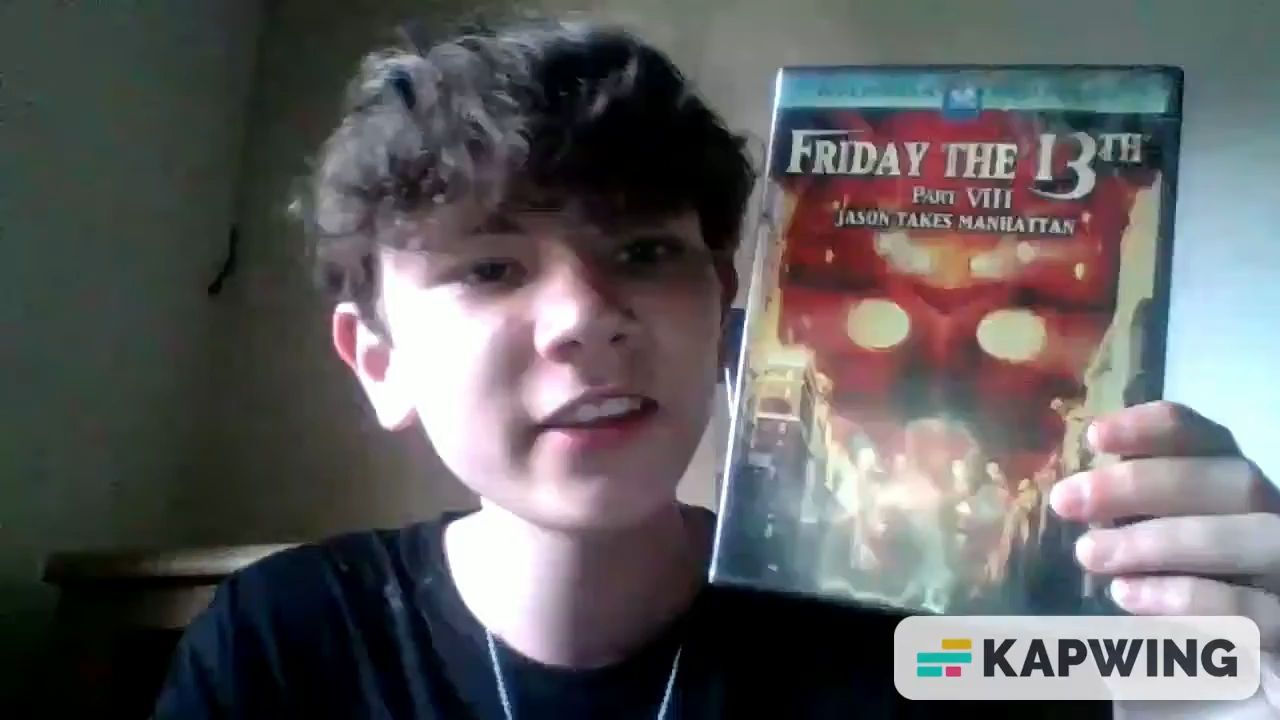 FRIDAY THE 13TH
PART VIII
JASON TAKES MANHATTAN
KAPWING